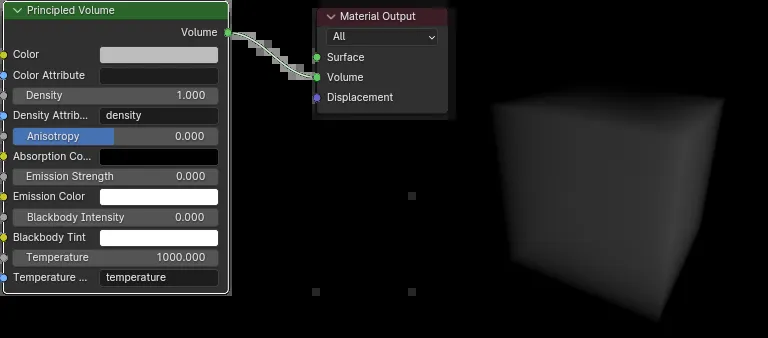 Principled Volume
Volume
Color
Color Attribute
Density 1.000
Density Attrib... density
Anisotropy 0.000
Absorption Co...
Emission Strength 0.000
Emission Color
Blackbody Intensity 0.000
Blackbody Tint
Temperature 1000.000
Temperature ... temperature
Material Output
All
Surface
Volume
Displacement